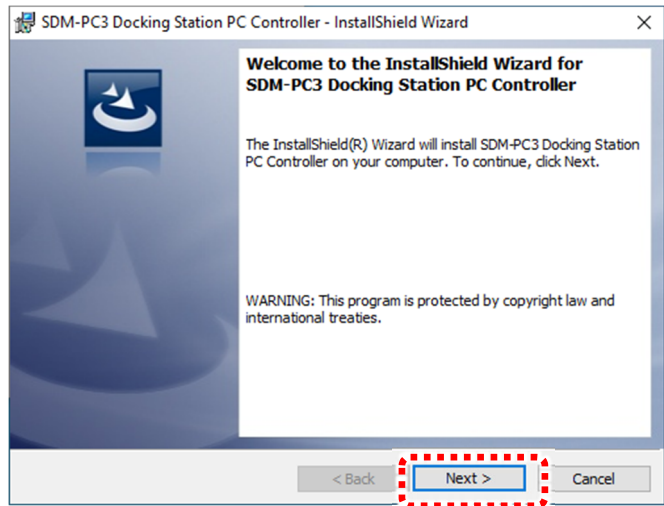 SDM-PC3 Docking Station PC Controller - InstallShield Wizard
Welcome to the InstallShield Wizard for
SDM-PC3 Docking Station PC Controller
The InstallShield(R) Wizard will install SDM-PC3 Docking Station
PC Controller on your computer. To continue, click Next.
WARNING: This program is protected by copyright law and
international treaties.
< Back Next > Cancel